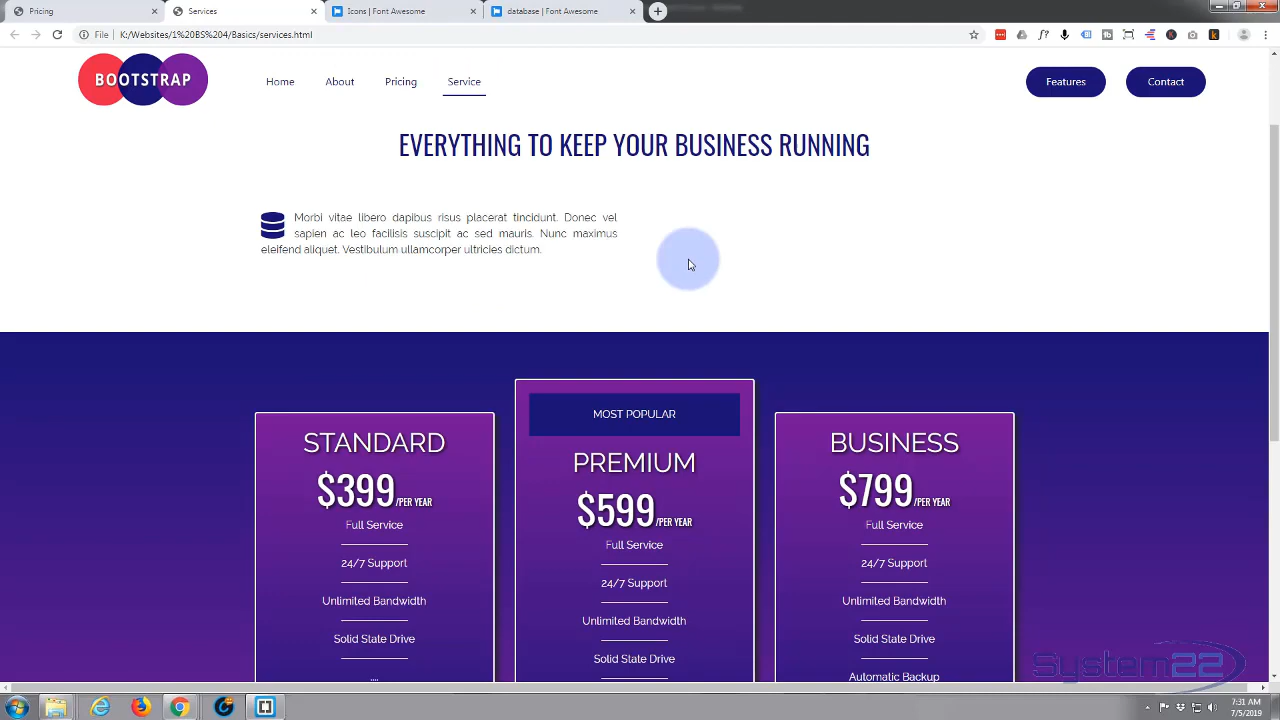 Pricing
Services
Icons | Font Awesome
database | Font Awesome
File | K:/Websites/1%20BS%204/Basics/services.html
BOOTSTRAP
Home
About
Pricing
Service
Features
Contact
EVERYTHING TO KEEP YOUR BUSINESS RUNNING
Morbi vitae libero dapibus risus placerat tincidunt. Donec vel
sapien ac leo facilisis suscipit ac sed mauris. Nunc maximus
eleifend aliquet. Vestibulum ullamcorper ultricies dictum.
STANDARD
$399/PER YEAR
Full Service
24/7 Support
Unlimited Bandwidth
Solid State Drive
....
MOST POPULAR
PREMIUM
$599/PER YEAR
Full Service
24/7 Support
Unlimited Bandwidth
Solid State Drive
BUSINESS
$799/PER YEAR
Full Service
24/7 Support
Unlimited Bandwidth
Solid State Drive
Automatic Backup
System22
7:31 AM
7/5/2019